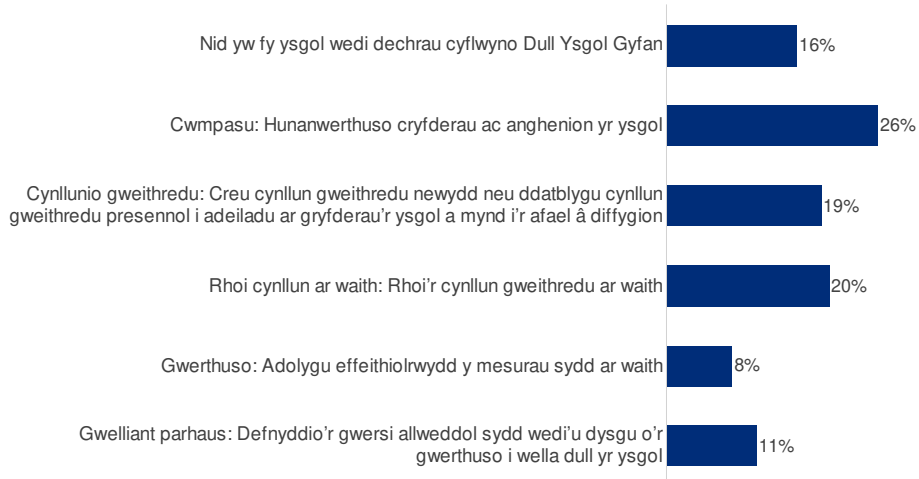 Nid yw fy ysgol wedi dechrau cyflwyno Dull Ysgol Gyfan
16%
Cwmpasu: Hunanwerthuso cryfderau ac anghenion yr ysgol
26%
Cynllunio gweithredu: Creu cynllun gweithredu newydd neu ddatblygu cynllun
gweithredu presennol i adeiladu ar gryfderau’r ysgol a mynd i’r afael â diffygion
19%
Rhoi cynllun ar waith: Rhoi’r cynllun gweithredu ar waith
20%
Gwerthuso: Adolygu effeithiolrwydd y mesurau sydd ar waith
8%
Gwelliant parhaus: Defnyddio’r gwersi allweddol sydd wedi’u dysgu o’r
gwerthuso i wella dull yr ysgol
11%